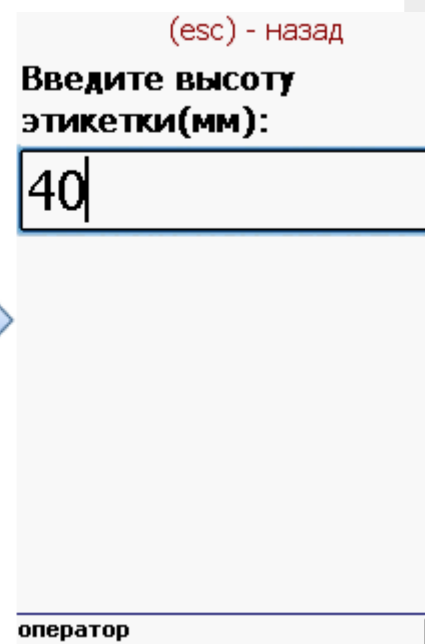 (esc) - назад
Введите высоту
этикетки(мм):
40
оператор